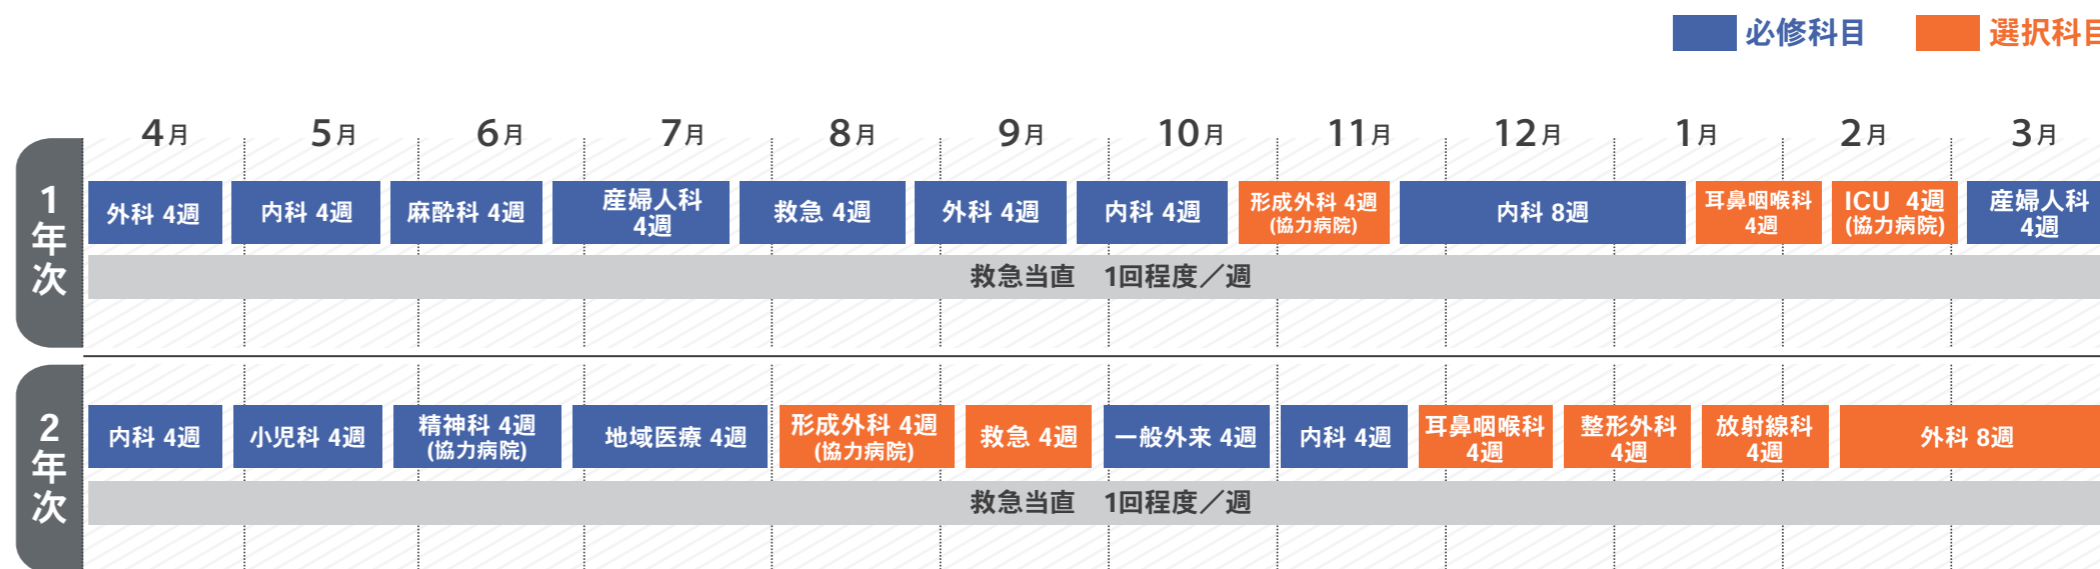 必修科目 選択科目
4月 5月 6月 7月 8月 9月 10月 11月 12月 1月 2月 3月
1年次
外科 4週
内科 4週
麻酔科 4週
産婦人科
4週
救急 4週
外科 4週
内科 4週
形成外科 4週
(協力病院)
内科 8週
耳鼻咽喉科
4週
ICU 4週
(協力病院)
産婦人科
4週
救急当直 1回程度／週
2年次
内科 4週
小児科 4週
精神科 4週
(協力病院)
地域医療 4週
形成外科 4週
(協力病院)
救急 4週
一般外来 4週
内科 4週
耳鼻咽喉科
4週
整形外科
4週
放射線科
4週
外科 8週
救急当直 1回程度／週